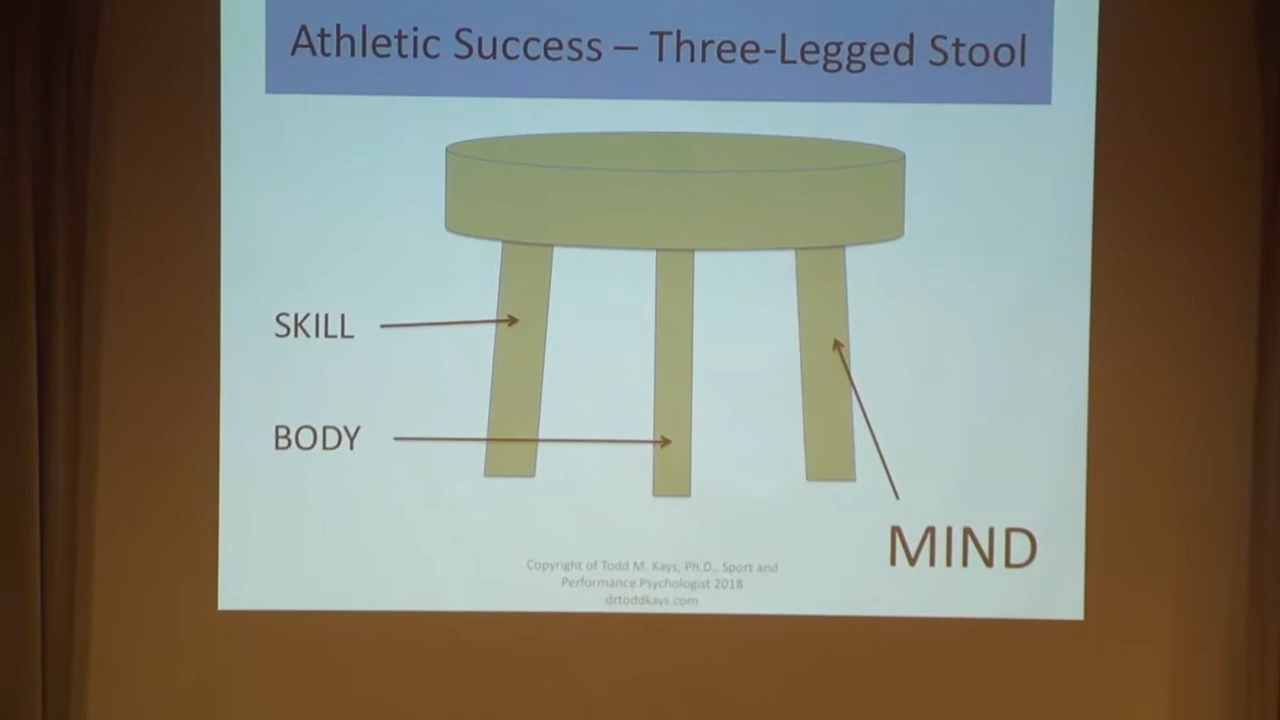 Athletic Success – Three-Legged Stool
SKILL
BODY
MIND
Copyright of Todd M. Kays, Ph.D., Sport and
Performance Psychologist 2018
drtoddkays.com